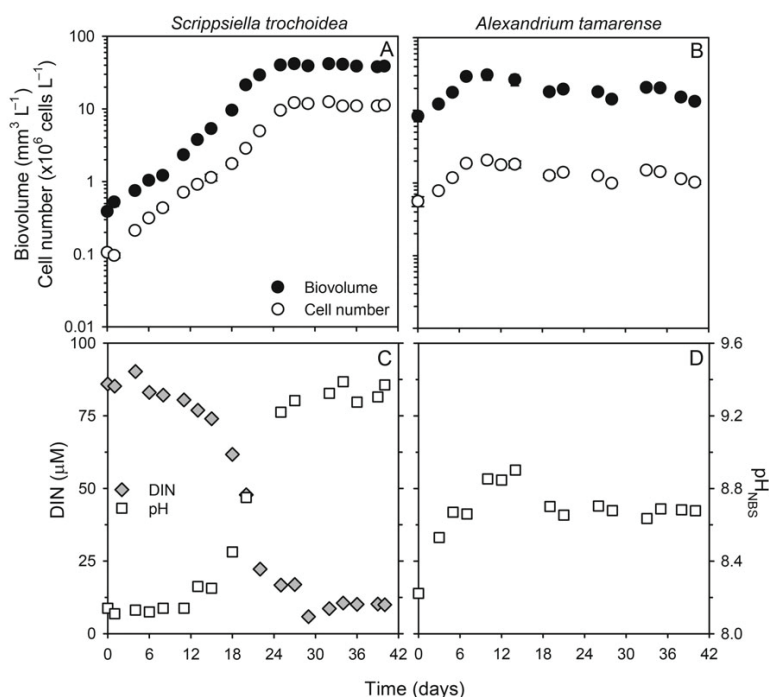 Scrippsiella trochoidea
Alexandrium tamarense
Biovolume (mm³ L⁻¹)
Cell number (x10⁶ cells L⁻¹)
100
10
1
0.1
0.01
A
Biovolume
Cell number
B
DIN (μM)
100
75
50
25
0
C
DIN
pH
D
9.6
9.2
8.8
8.4
8.0
pH_NBS
0 6 12 18 24 30 36 42
0 6 12 18 24 30 36 42
Time (days)